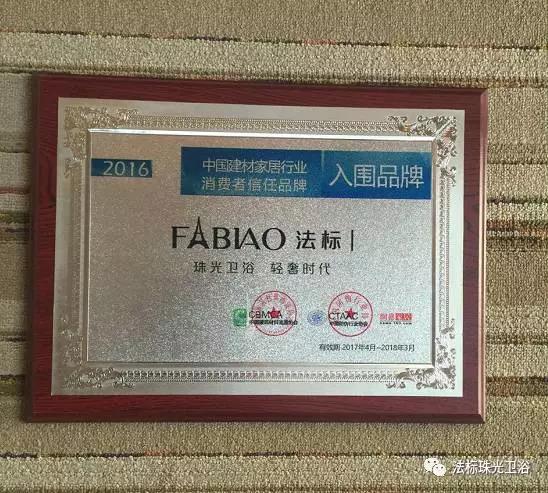 2016
中国建材家居行业
消费者信任品牌
入围品牌
FABIAO 法标
珠光卫浴 轻奢时代
CBMCA
CTAAC
有效期 2017年4月-2018年3月
法标珠光卫浴